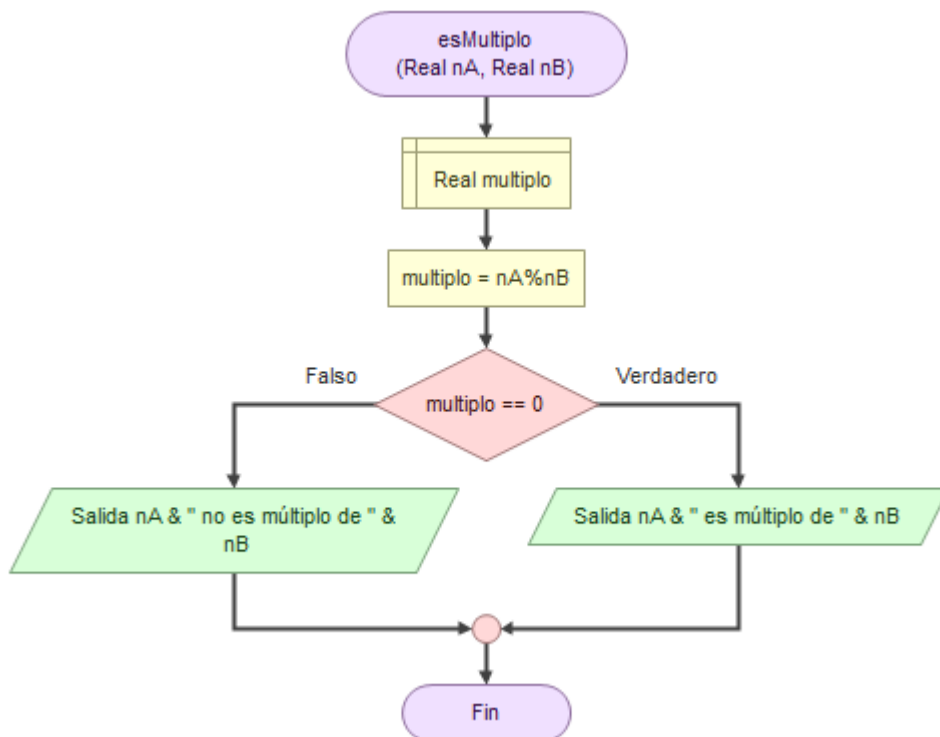 esMultiplo
(Real nA, Real nB)
Real multiplo
multiplo = nA%nB
Falso
Verdadero
multiplo == 0
Salida nA & " no es múltiplo de " &
nB
Salida nA & " es múltiplo de " & nB
Fin